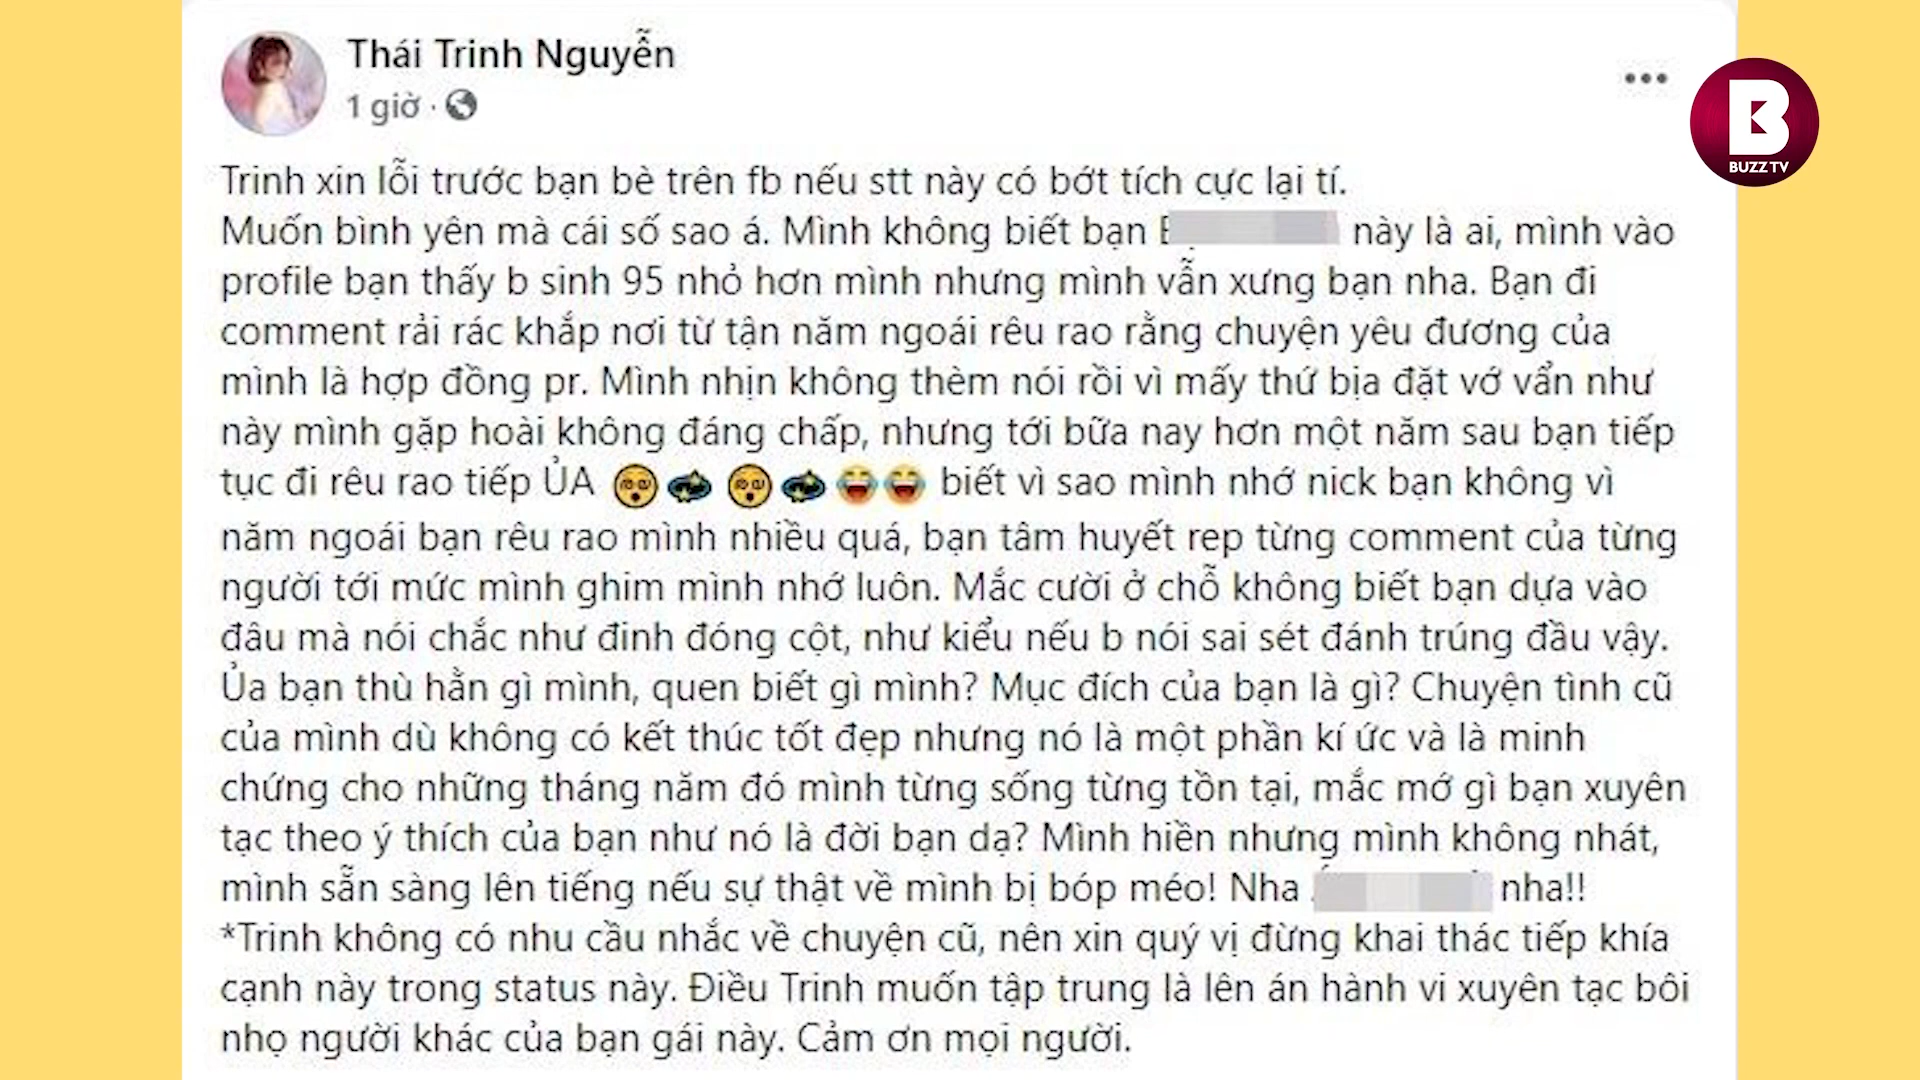 Thái Trinh Nguyễn
1 giờ ·
BUZZ TV
Trinh xin lỗi trước bạn bè trên fb nếu stt này có bớt tích cực lại tí.
Muốn bình yên mà cái số sao á. Mình không biết bạn này là ai, mình vào
profile bạn thấy b sinh 95 nhỏ hơn mình nhưng mình vẫn xưng bạn nha. Bạn đi
comment rải rác khắp nơi từ tận năm ngoái rêu rao rằng chuyện yêu đương của
mình là hợp đồng pr. Mình nhịn không thèm nói rồi vì mấy thứ bịa đặt vớ vẩn như
này mình gặp hoài không đáng chấp, nhưng tới bữa nay hơn một năm sau bạn tiếp
tục đi rêu rao tiếp ỦA 😵💫 😵💫 😂😂 biết vì sao mình nhớ nick bạn không vì
năm ngoái bạn rêu rao mình nhiều quá, bạn tâm huyết rep từng comment của từng
người tới mức mình ghim mình nhớ luôn. Mắc cười ở chỗ không biết bạn dựa vào
đâu mà nói chắc như đinh đóng cột, như kiểu nếu b nói sai sét đánh trúng đầu vậy.
Ủa bạn thù hằn gì mình, quen biết gì mình? Mục đích của bạn là gì? Chuyện tình cũ
của mình dù không có kết thúc tốt đẹp nhưng nó là một phần kí ức và là minh
chứng cho những tháng năm đó mình từng sống từng tồn tại, mắc mớ gì bạn xuyên
tạc theo ý thích của bạn như nó là đời bạn dạ? Mình hiền nhưng mình không nhát,
mình sẵn sàng lên tiếng nếu sự thật về mình bị bóp méo! Nha nha!!
*Trinh không có nhu cầu nhắc về chuyện cũ, nên xin quý vị đừng khai thác tiếp khía
cạnh này trong status này. Điều Trinh muốn tập trung là lên án hành vi xuyên tạc bôi
nhọ người khác của bạn gái này. Cảm ơn mọi người.